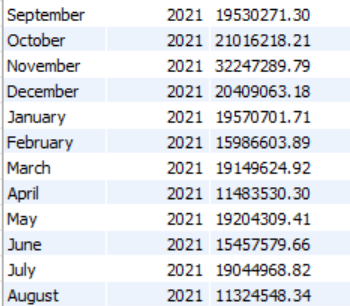 September 2021 19530271.30
October 2021 21016218.21
November 2021 32247289.79
December 2021 20409063.18
January 2021 19570701.71
February 2021 15986603.89
March 2021 19149624.92
April 2021 11483530.30
May 2021 19204309.41
June 2021 15457579.66
July 2021 19044968.82
August 2021 11324548.34